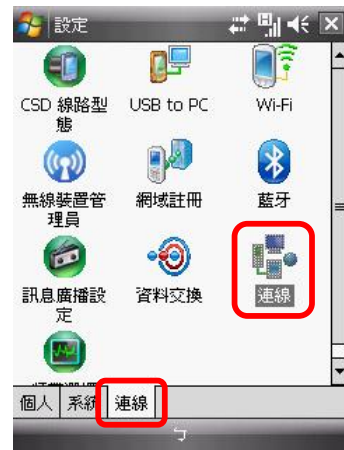 設定
CSD 線路型
態
USB to PC
Wi-Fi
無線裝置管
理員
網域註冊
藍牙
訊息廣播設
定
資料交換
連線
個人
系統
連線